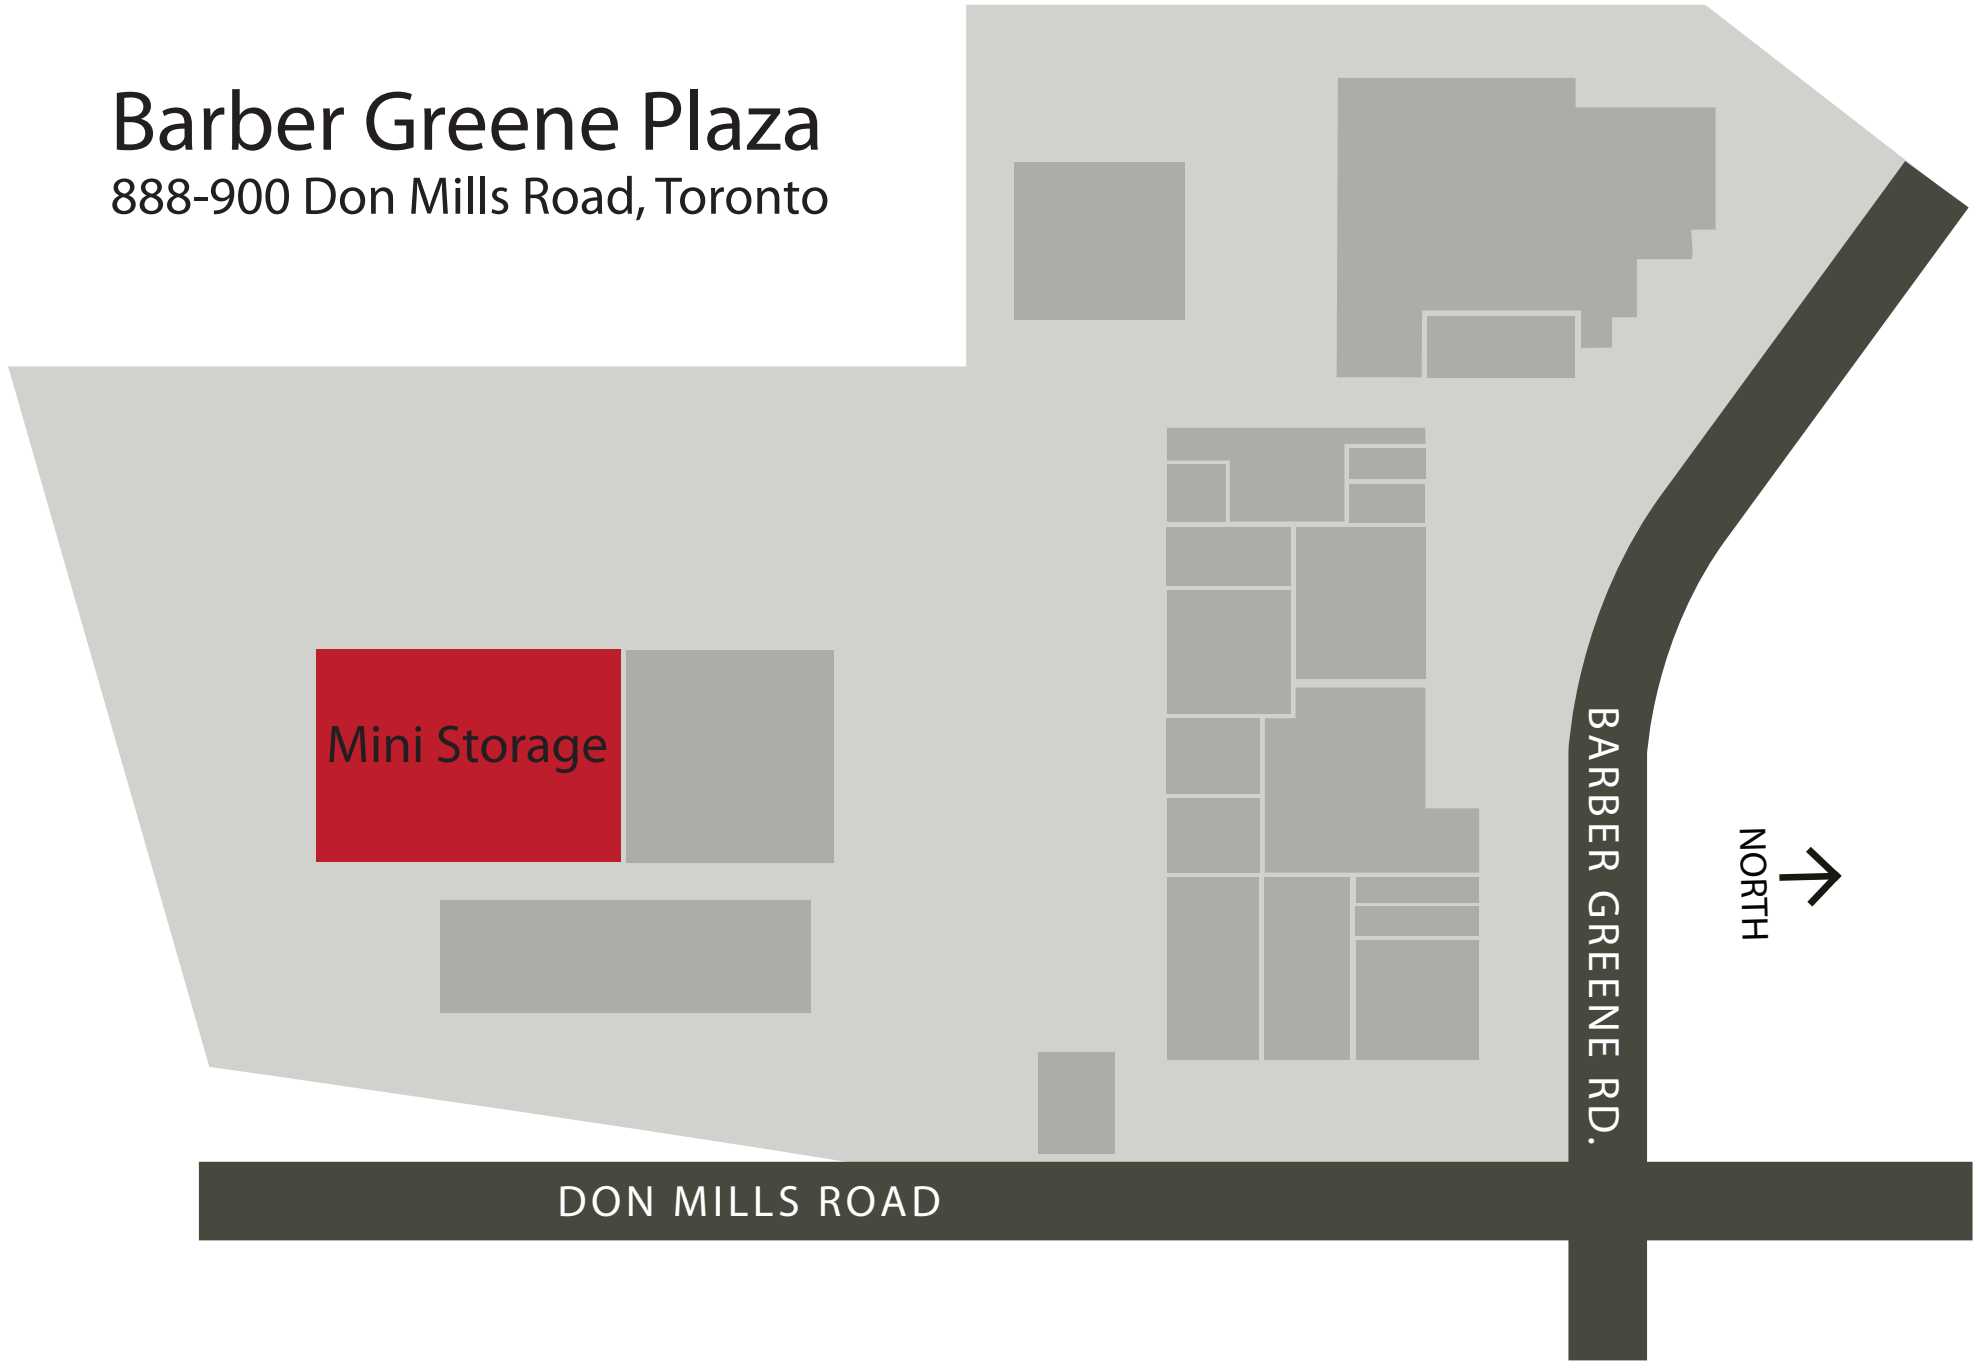 Barber Greene Plaza
888-900 Don Mills Road, Toronto
Mini Storage
BARBER GREENE RD.
NORTH
DON MILLS ROAD